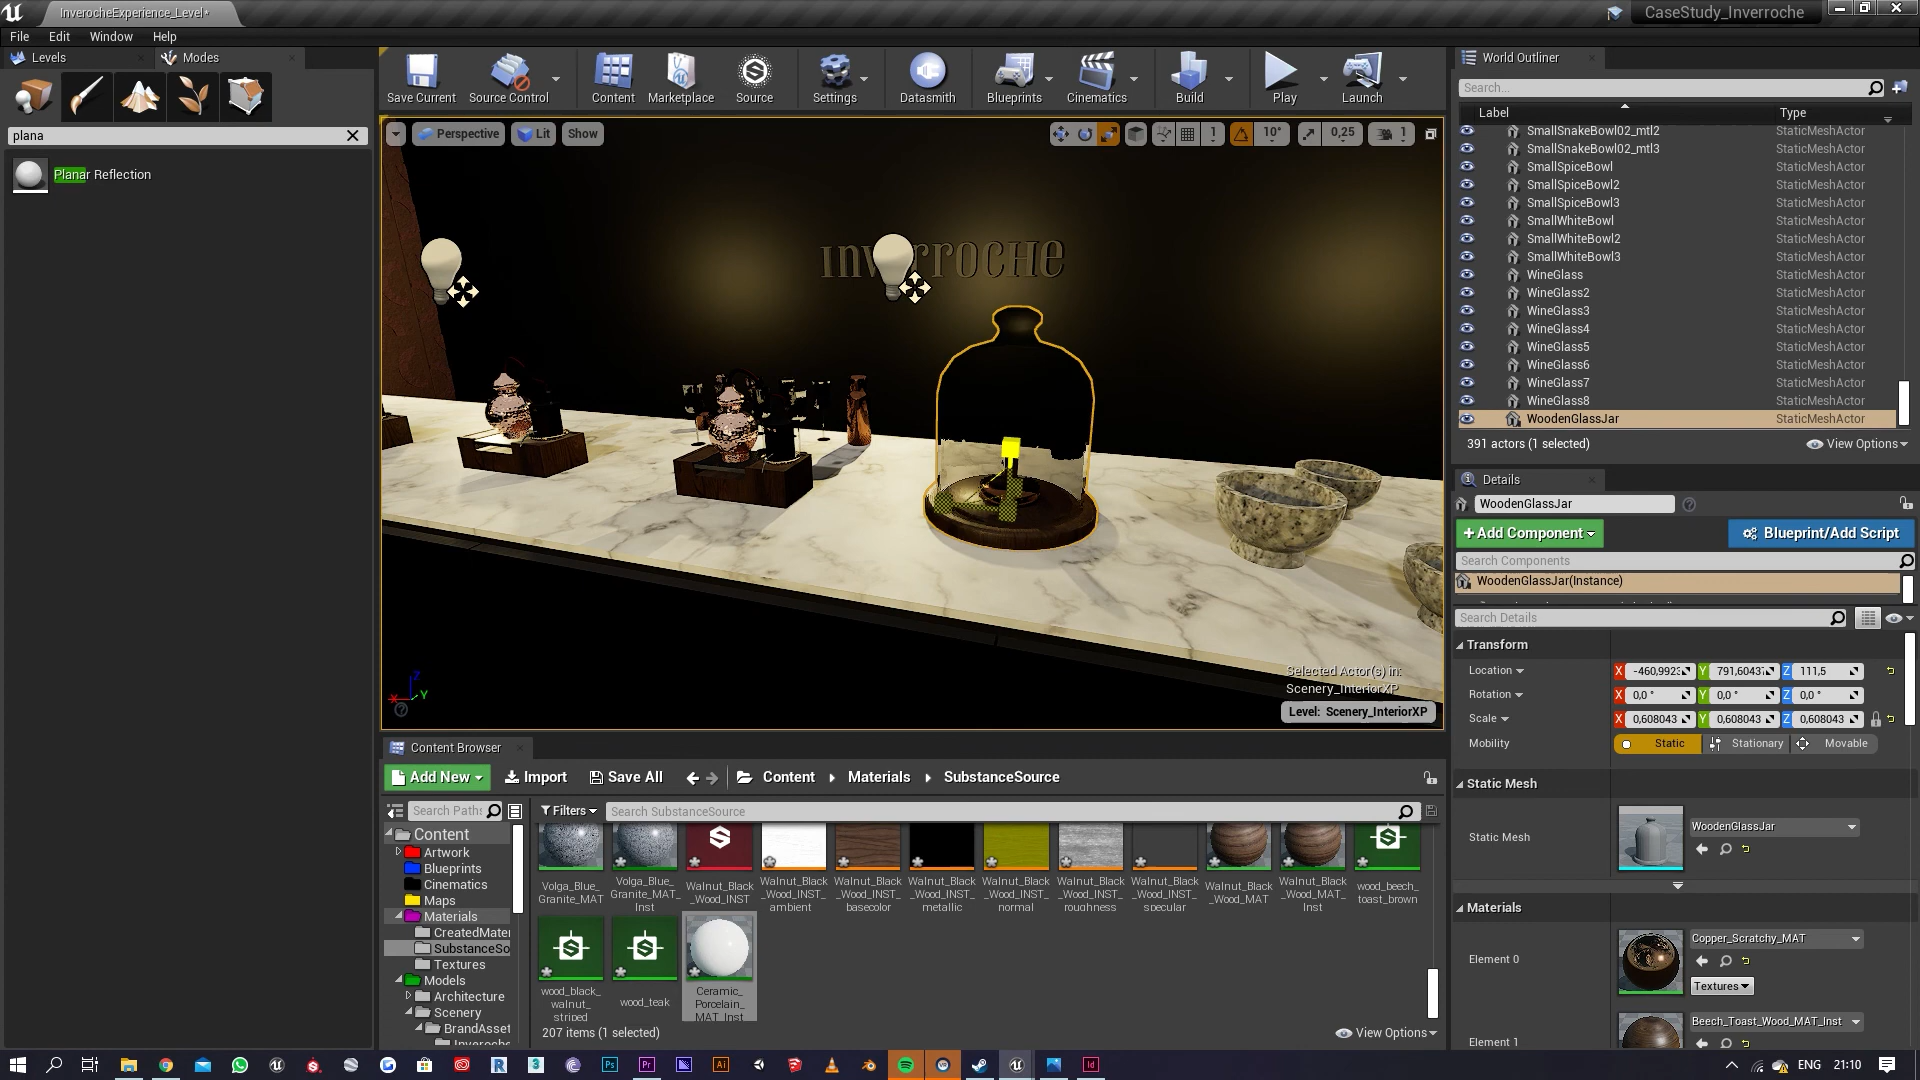 InverocheExperience_Level*
CaseStudy_Inverroche
File Edit Window Help
Levels
Modes
plana
Planar Reflection
Save Current
Source Control
Content
Marketplace
Source
Settings
Datasmith
Blueprints
Cinematics
Build
Play
Launch
Perspective
Lit
Show
1
10°
0,25
1
inverroche
Selected Actor(s) in:
Scenery_InteriorXP
Level: Scenery_InteriorXP
X
Y
Z
World Outliner
Search...
Label Type
SmallSnakeBowl02_mtl2 StaticMeshActor
SmallSnakeBowl02_mtl3 StaticMeshActor
SmallSpiceBowl StaticMeshActor
SmallSpiceBowl2 StaticMeshActor
SmallSpiceBowl3 StaticMeshActor
SmallWhiteBowl StaticMeshActor
SmallWhiteBowl2 StaticMeshActor
SmallWhiteBowl3 StaticMeshActor
WineGlass StaticMeshActor
WineGlass2 StaticMeshActor
WineGlass3 StaticMeshActor
WineGlass4 StaticMeshActor
WineGlass5 StaticMeshActor
WineGlass6 StaticMeshActor
WineGlass7 StaticMeshActor
WineGlass8 StaticMeshActor
WoodenGlassJar StaticMeshActor
391 actors (1 selected)
View Options
Details
WoodenGlassJar
+Add Component
Blueprint/Add Script
Search Components
WoodenGlassJar(Instance)
Search Details
Transform
Location X -460,9923 Y 791,60437 Z 111,5
Rotation X 0,0 ° Y 0,0 ° Z 0,0 °
Scale X 0,608043 Y 0,608043 Z 0,608043
Mobility Static Stationary Movable
Static Mesh
Static Mesh
WoodenGlassJar
Materials
Element 0
Copper_Scratchy_MAT
Textures
Element 1
Beech_Toast_Wood_MAT_Inst
Content Browser
Add New Import Save All Content Materials SubstanceSource
Search Paths
Filters
Search SubstanceSource
Content
Artwork
Blueprints
Cinematics
Maps
Materials
CreatedMater
SubstanceSo
Textures
Models
Architecture
Scenery
BrandAsset
Volga_Blue_
Granite_MAT
Volga_Blue_
Granite_MAT_
Inst
Walnut_Black
_Wood_INST
Walnut_Black
_Wood_INST_
ambient
Walnut_Black
_Wood_INST_
basecolor
Walnut_Black
_Wood_INST_
metallic
Walnut_Black
_Wood_INST_
normal
Walnut_Black
_Wood_INST_
roughness
Walnut_Black
_Wood_INST_
specular
Walnut_Black
_Wood_MAT
Walnut_Black
_Wood_MAT_
Inst
wood_beech_
toast_brown
wood_black_
walnut_
striped
wood_teak
Ceramic_
Porcelain_
MAT_Inst
207 items (1 selected)
View Options
ENG
21:10